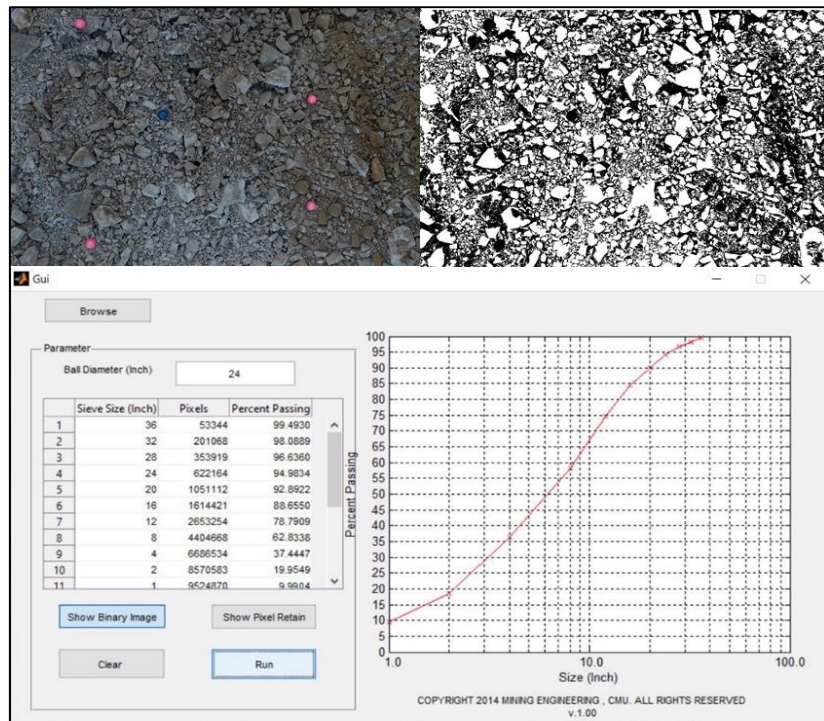 Gui
Browse
Parameter
Ball Diameter (Inch) 24
Sieve Size (Inch) Pixels Percent Passing
1 36 53344 99.4930
2 32 201068 98.0889
3 28 353919 96.6360
4 24 622164 94.9834
5 20 1051112 92.8922
6 16 1614421 88.6550
7 12 2653254 78.7909
8 8 4404668 62.8338
9 4 6686534 37.4447
10 2 8570583 19.9549
11 1 9524870 9.9904
Show Binary Image Show Pixel Retain
Clear Run
Percent Passing
100
95
90
85
80
75
70
65
60
55
50
45
40
35
30
25
20
15
10
5
0
1.0 10.0 100.0
Size (Inch)
COPYRIGHT 2014 MINING ENGINEERING , CMU. ALL RIGHTS RESERVED
v.1.00